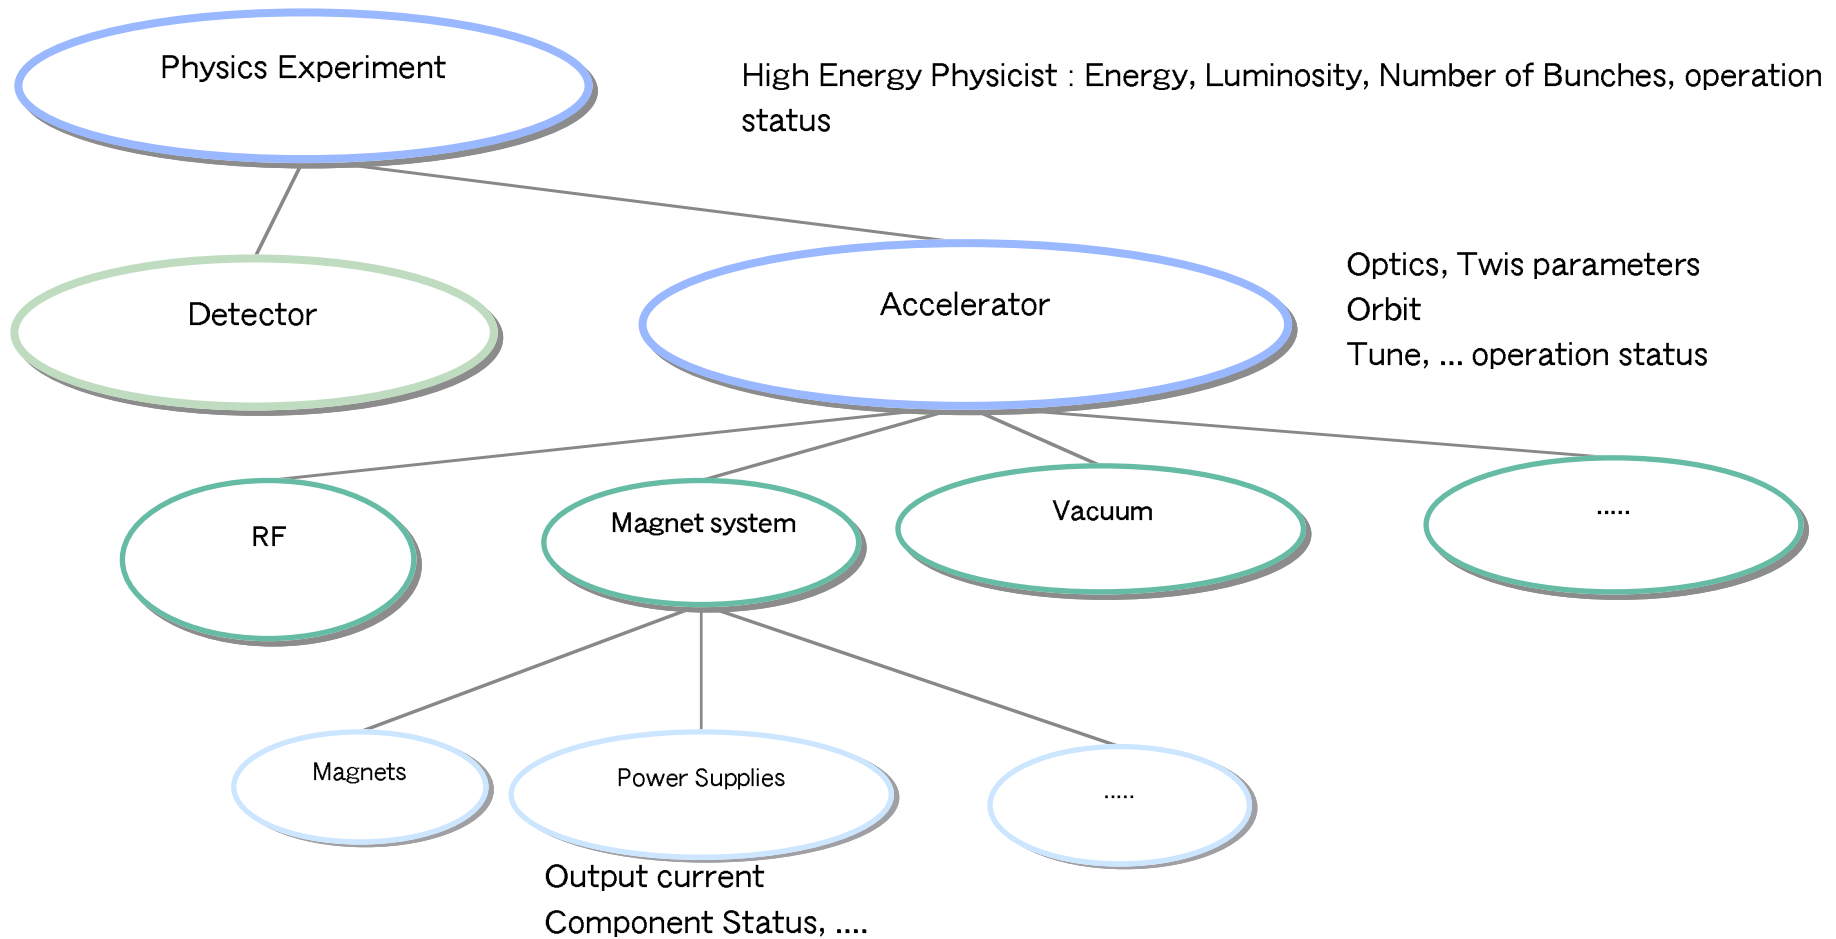 Physics Experiment
High Energy Physicist : Energy, Luminosity, Number of Bunches, operation
status
Detector
Accelerator
Optics, Twis parameters
Orbit
Tune, ... operation status
RF
Magnet system
Vacuum
.....
Magnets
Power Supplies
.....
Output current
Component Status, ....